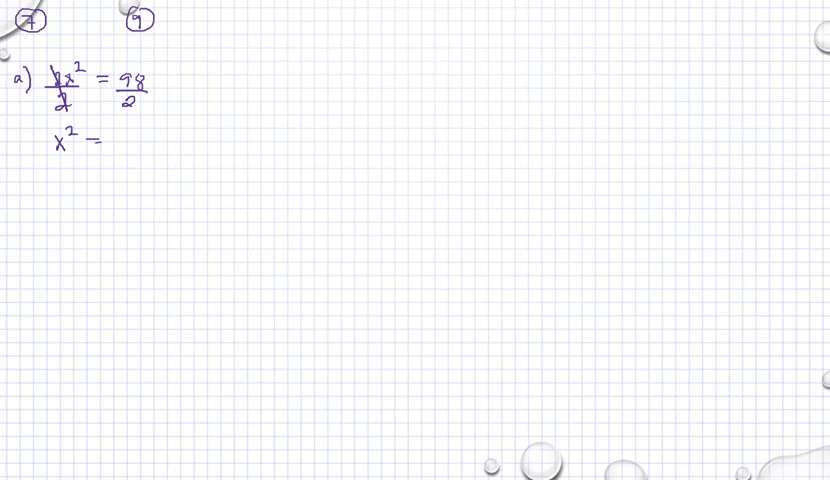 7 9
a) 2x² = 98
2 2
x² =